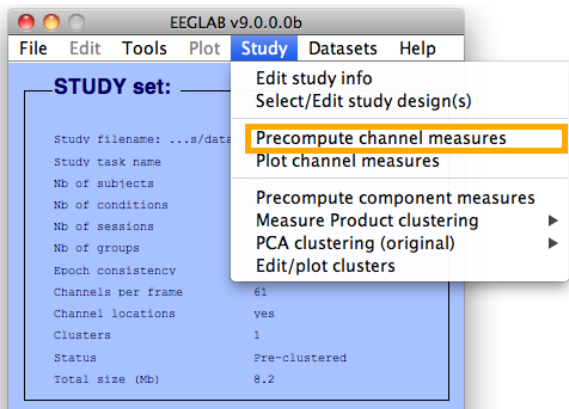 EEGLAB v9.0.0.0b
File Edit Tools Plot Study Datasets Help
STUDY set:
Edit study info
Select/Edit study design(s)
Precompute channel measures
Plot channel measures
Precompute component measures
Measure Product clustering
PCA clustering (original)
Edit/plot clusters
Study filename: ...s/data
Study task name
Nb of subjects
Nb of conditions
Nb of sessions
Nb of groups
Epoch consistency
Channels per frame 61
Channel locations yes
Clusters 1
Status Pre-clustered
Total size (Mb) 8.2